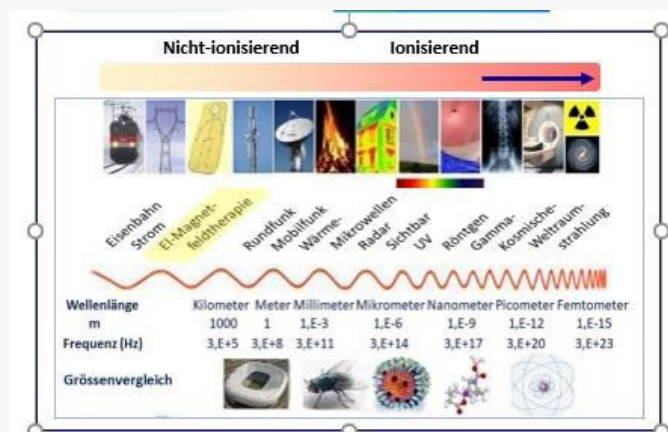 Nicht-ionisierend Ionisierend
Eisenbahn
Strom
El-Magnet-
feldtherapie
Rundfunk
Mobilfunk
Wärme-
Mikrowellen
Radar
Sichtbar
UV
Röntgen
Gamma-
Kosmische-
Weltraum-
strahlung
Wellenlänge Kilometer Meter Millimeter Mikrometer Nanometer Picometer Femtometer
m 1000 1 1,E-3 1,E-6 1,E-9 1,E-12 1,E-15
Frequenz (Hz) 3,E+5 3,E+8 3,E+11 3,E+14 3,E+17 3,E+20 3,E+23
Grössenvergleich